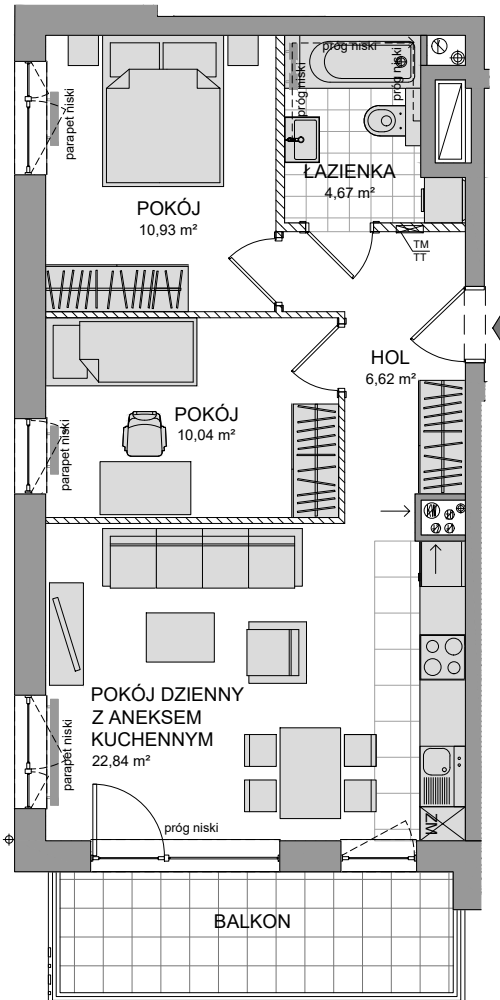 próg niski
próg niski
próg niski
parapet niski
ŁAZIENKA
4,67 m²
POKÓJ
10,93 m²
TM
TT
HOL
6,62 m²
POKÓJ
10,04 m²
parapet niski
POKÓJ DZIENNY
Z ANEKSEM
KUCHENNYM
22,84 m²
parapet niski
próg niski
ZM
BALKON